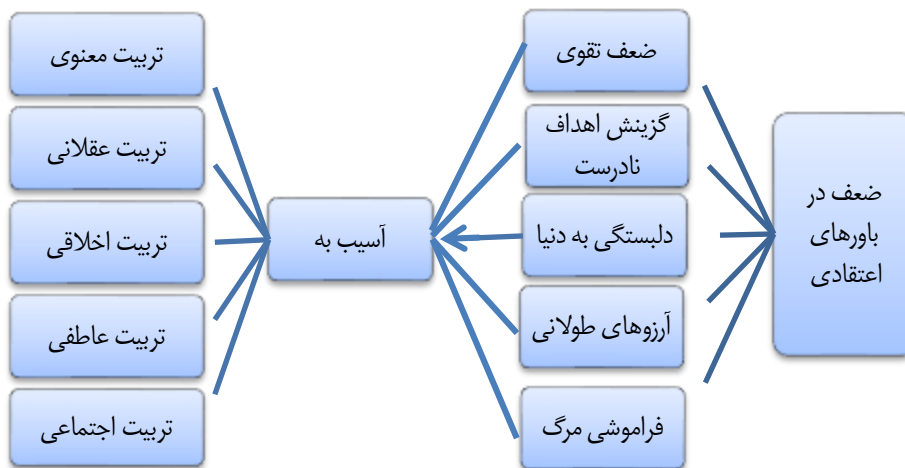 ضعف در
باورهای
اعتقادی
ضعف تقوی
گزینش اهداف
نادرست
دلبستگی به دنیا
آرزوهای طولانی
فراموشی مرگ
آسیب به
تربیت معنوی
تربیت عقلانی
تربیت اخلاقی
تربیت عاطفی
تربیت اجتماعی